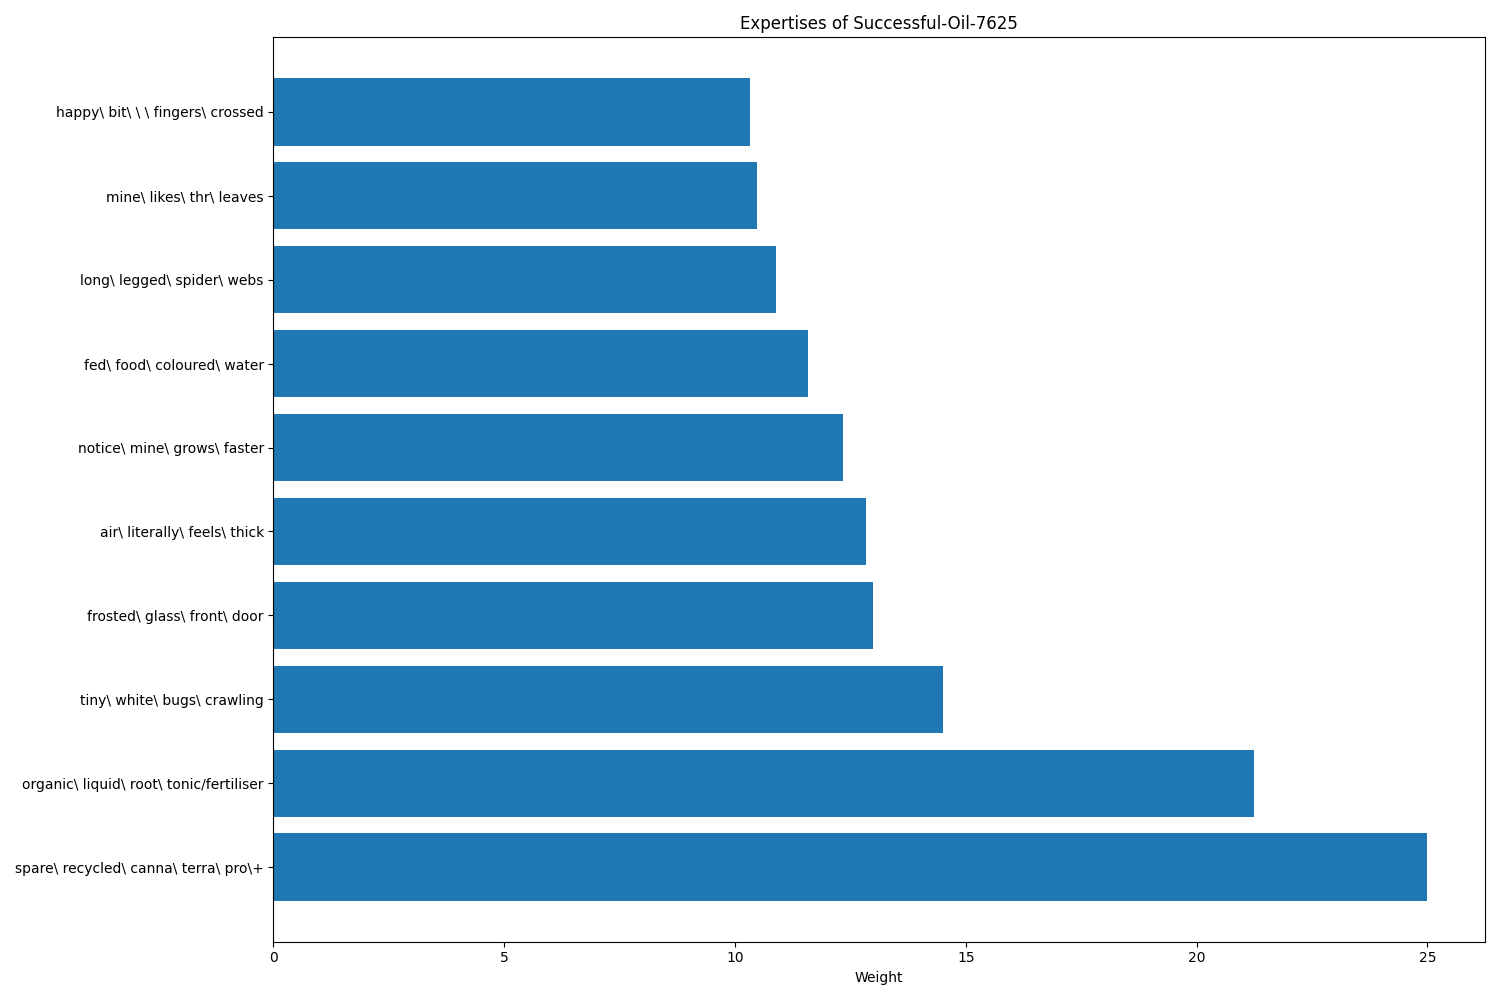 Expertises of Successful-Oil-7625
happy\ bit\ \ \ fingers\ crossed
mine\ likes\ thr\ leaves
long\ legged\ spider\ webs
fed\ food\ coloured\ water
notice\ mine\ grows\ faster
air\ literally\ feels\ thick
frosted\ glass\ front\ door
tiny\ white\ bugs\ crawling
organic\ liquid\ root\ tonic/fertiliser
spare\ recycled\ canna\ terra\ pro\+
0 5 10 15 20 25
Weight